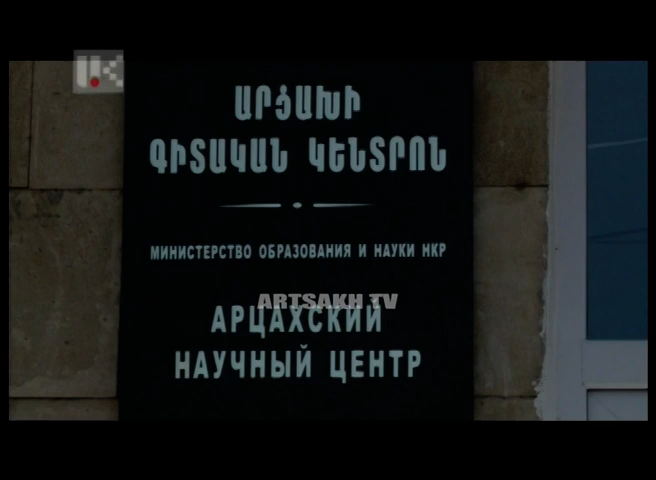 ԱՐՑԱԽԻ
ԳԻՏԱԿԱՆ ԿԵՆՏՐՈՆ
МИНИСТЕРСТВО ОБРАЗОВАНИЯ И НАУКИ НКР
ARTSAKH TV
АРЦАХСКИЙ
НАУЧНЫЙ ЦЕНТР